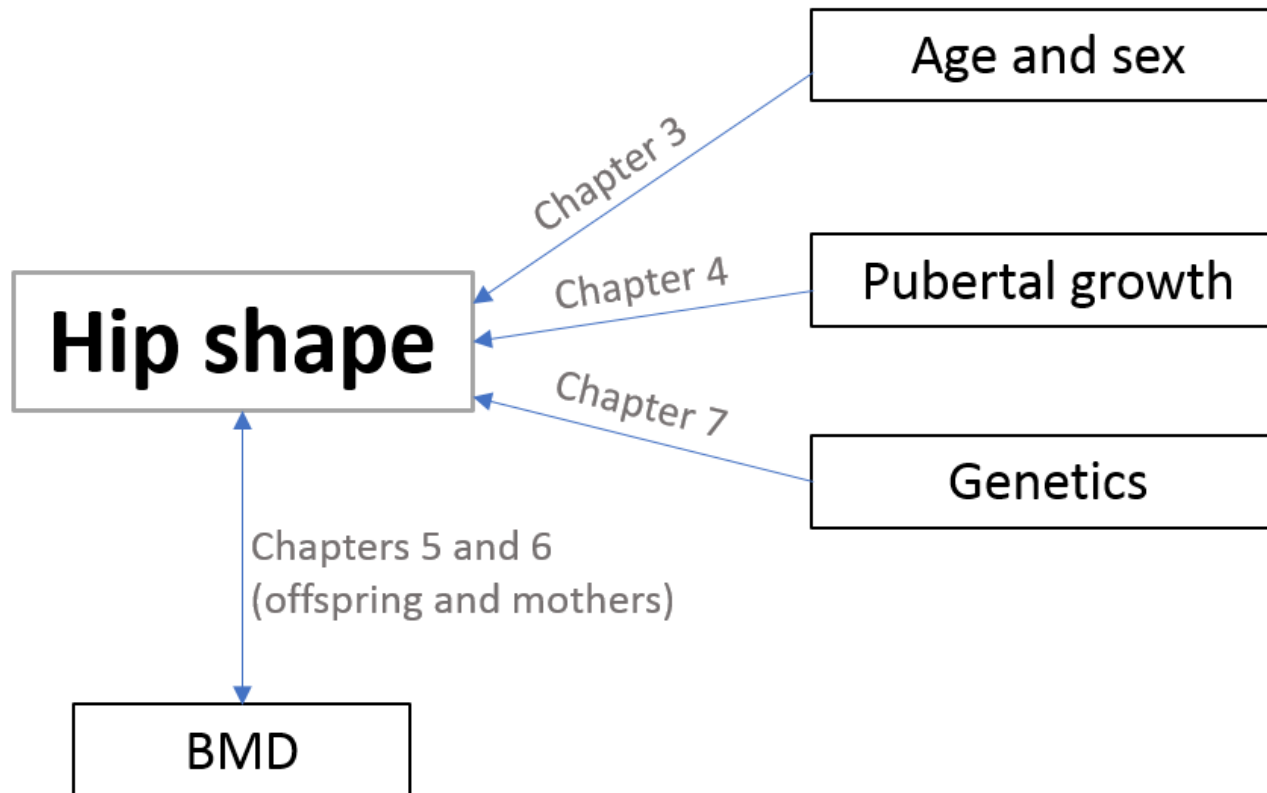 Age and sex
Chapter 3
Pubertal growth
Chapter 4
Hip shape
Chapter 7
Genetics
Chapters 5 and 6
(offspring and mothers)
BMD